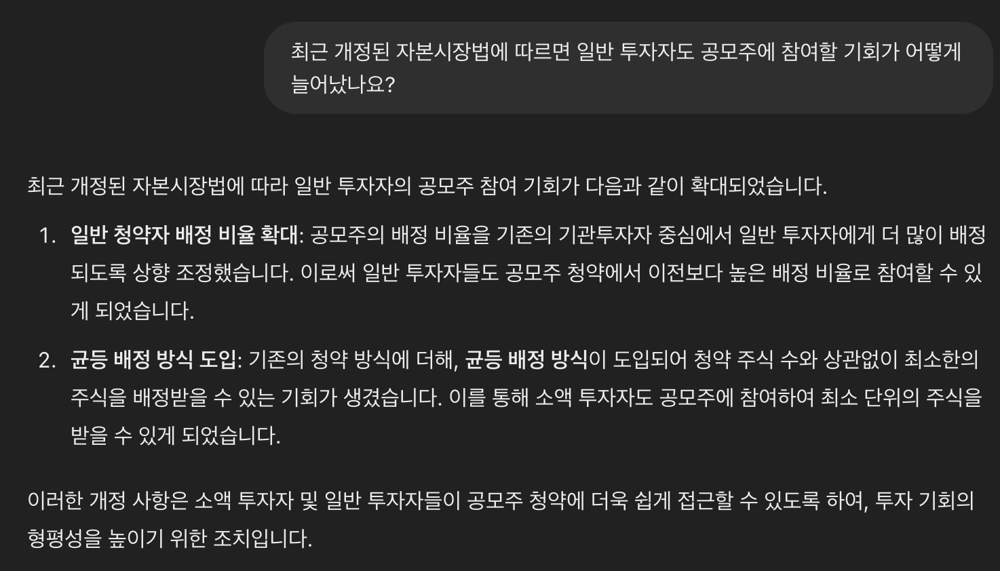 최근 개정된 자본시장법에 따르면 일반 투자자도 공모주에 참여할 기회가 어떻게
늘어났나요?
최근 개정된 자본시장법에 따라 일반 투자자의 공모주 참여 기회가 다음과 같이 확대되었습니다.
1. 일반 청약자 배정 비율 확대: 공모주의 배정 비율을 기존의 기관투자자 중심에서 일반 투자자에게 더 많이 배정
되도록 상향 조정했습니다. 이로써 일반 투자자들도 공모주 청약에서 이전보다 높은 배정 비율로 참여할 수 있
게 되었습니다.
2. 균등 배정 방식 도입: 기존의 청약 방식에 더해, 균등 배정 방식이 도입되어 청약 주식 수와 상관없이 최소한의
주식을 배정받을 수 있는 기회가 생겼습니다. 이를 통해 소액 투자자도 공모주에 참여하여 최소 단위의 주식을
받을 수 있게 되었습니다.
이러한 개정 사항은 소액 투자자 및 일반 투자자들이 공모주 청약에 더욱 쉽게 접근할 수 있도록 하여, 투자 기회의
형평성을 높이기 위한 조치입니다.